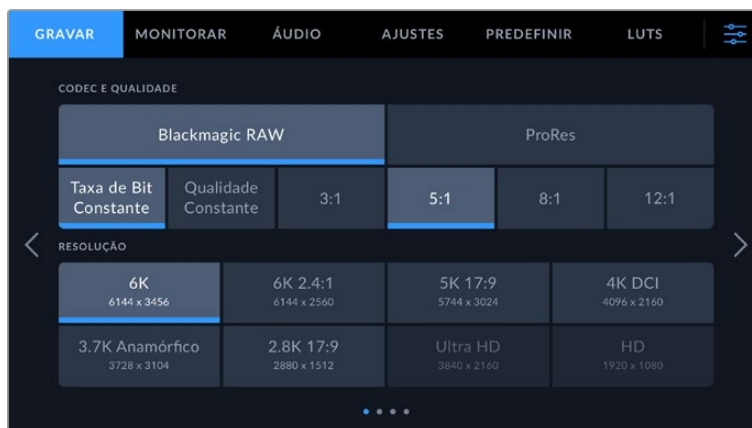 GRAVAR MONITORAR ÁUDIO AJUSTES PREDEFINIR LUTS
CODEC E QUALIDADE
Blackmagic RAW ProRes
Taxa de Bit Constante Qualidade Constante 3:1 5:1 8:1 12:1
RESOLUÇÃO
6K 6K 2.4:1 5K 17:9 4K DCI
6144 x 3456 6144 x 2560 5744 x 3024 4096 x 2160
3.7K Anamórfico 2.8K 17:9 Ultra HD HD
3728 x 3104 2880 x 1512 3840 x 2160 1920 x 1080